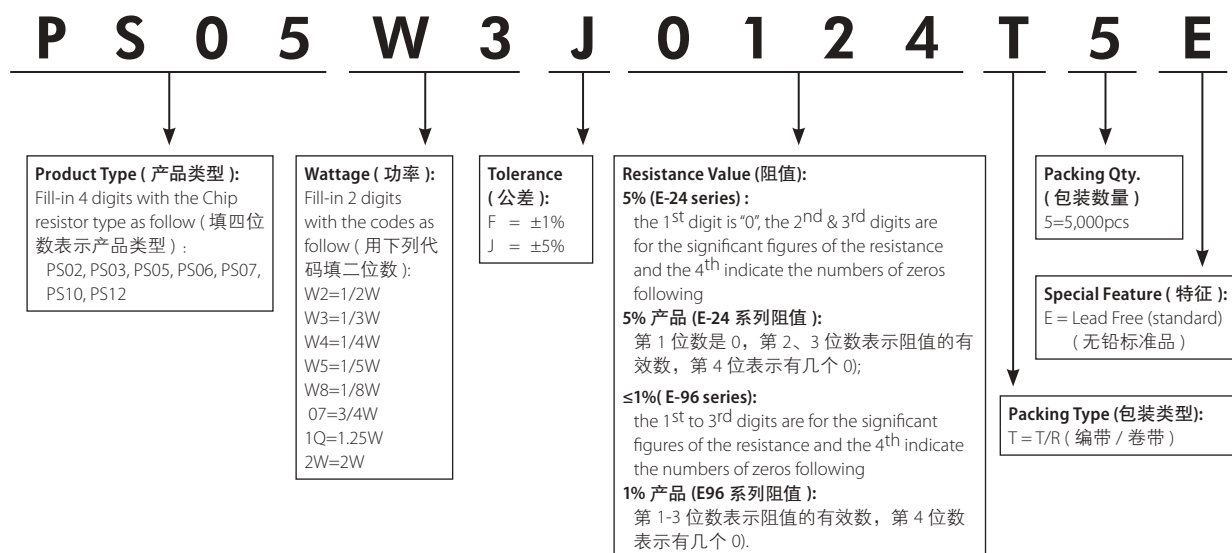 PS05W3J0124T5E
Product Type ( 产品类型 ):
Fill-in 4 digits with the Chip
resistor type as follow ( 填四位
数表示产品类型 ) :
PS02, PS03, PS05, PS06, PS07,
PS10, PS12
Wattage ( 功率 ):
Fill-in 2 digits
with the codes as
follow ( 用下列代
码填二位数 ):
W2=1/2W
W3=1/3W
W4=1/4W
W5=1/5W
W8=1/8W
07=3/4W
1Q=1.25W
2W=2W
Tolerance
( 公差 ):
F = ±1%
J = ±5%
Resistance Value (阻值):
5% (E-24 series) :
the 1st digit is "0", the 2nd & 3rd digits are
for the significant figures of the resistance
and the 4th indicate the numbers of zeros
following
5% 产品 (E-24 系列阻值 ):
第 1 位数是 0，第 2、3 位数表示阻值的有
效数，第 4 位表示有几个 0);
≤1%( E-96 series):
the 1st to 3rd digits are for the significant
figures of the resistance and the 4th indicate
the numbers of zeros following
1% 产品 (E96 系列阻值 ):
第 1-3 位数表示阻值的有效数，第 4 位数
表示有几个 0).
Packing Qty.
( 包装数量 )
5=5,000pcs
Special Feature ( 特征 ):
E = Lead Free (standard)
( 无铅标准品 )
Packing Type (包装类型):
T = T/R ( 编带 / 卷带 )